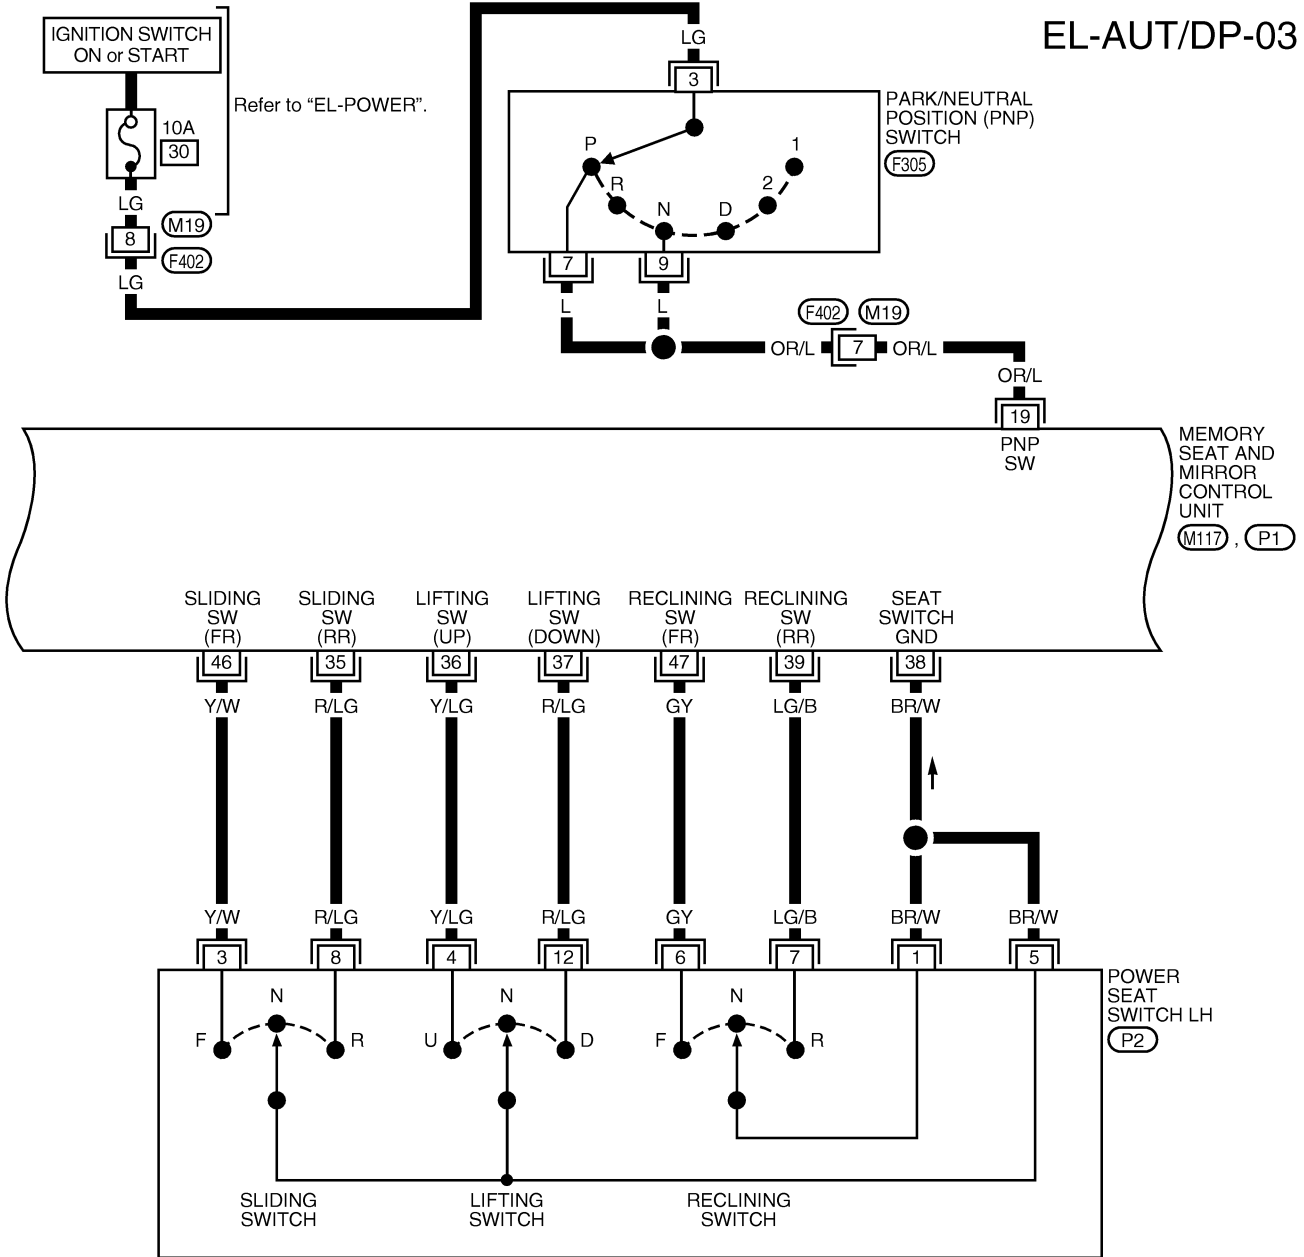 EL-AUT/DP-03
IGNITION SWITCH
ON or START
Refer to “EL-POWER”.
10A
30
LG
8
M19
F402
LG
LG
3
PARK/NEUTRAL
POSITION (PNP)
SWITCH
F305
P
R
N
D
2
1
7
9
L
L
F402
M19
OR/L
7
OR/L
OR/L
19
PNP
SW
MEMORY
SEAT AND
MIRROR
CONTROL
UNIT
M117 , P1
SLIDING
SW
(FR)
SLIDING
SW
(RR)
LIFTING
SW
(UP)
LIFTING
SW
(DOWN)
RECLINING
SW
(FR)
RECLINING
SW
(RR)
SEAT
SWITCH
GND
46
35
36
37
47
39
38
Y/W
R/LG
Y/LG
R/LG
GY
LG/B
BR/W
Y/W
R/LG
Y/LG
R/LG
GY
LG/B
BR/W
BR/W
3
8
4
12
6
7
1
5
POWER
SEAT
SWITCH LH
P2
F
N
R
U
N
D
F
N
R
SLIDING
SWITCH
LIFTING
SWITCH
RECLINING
SWITCH